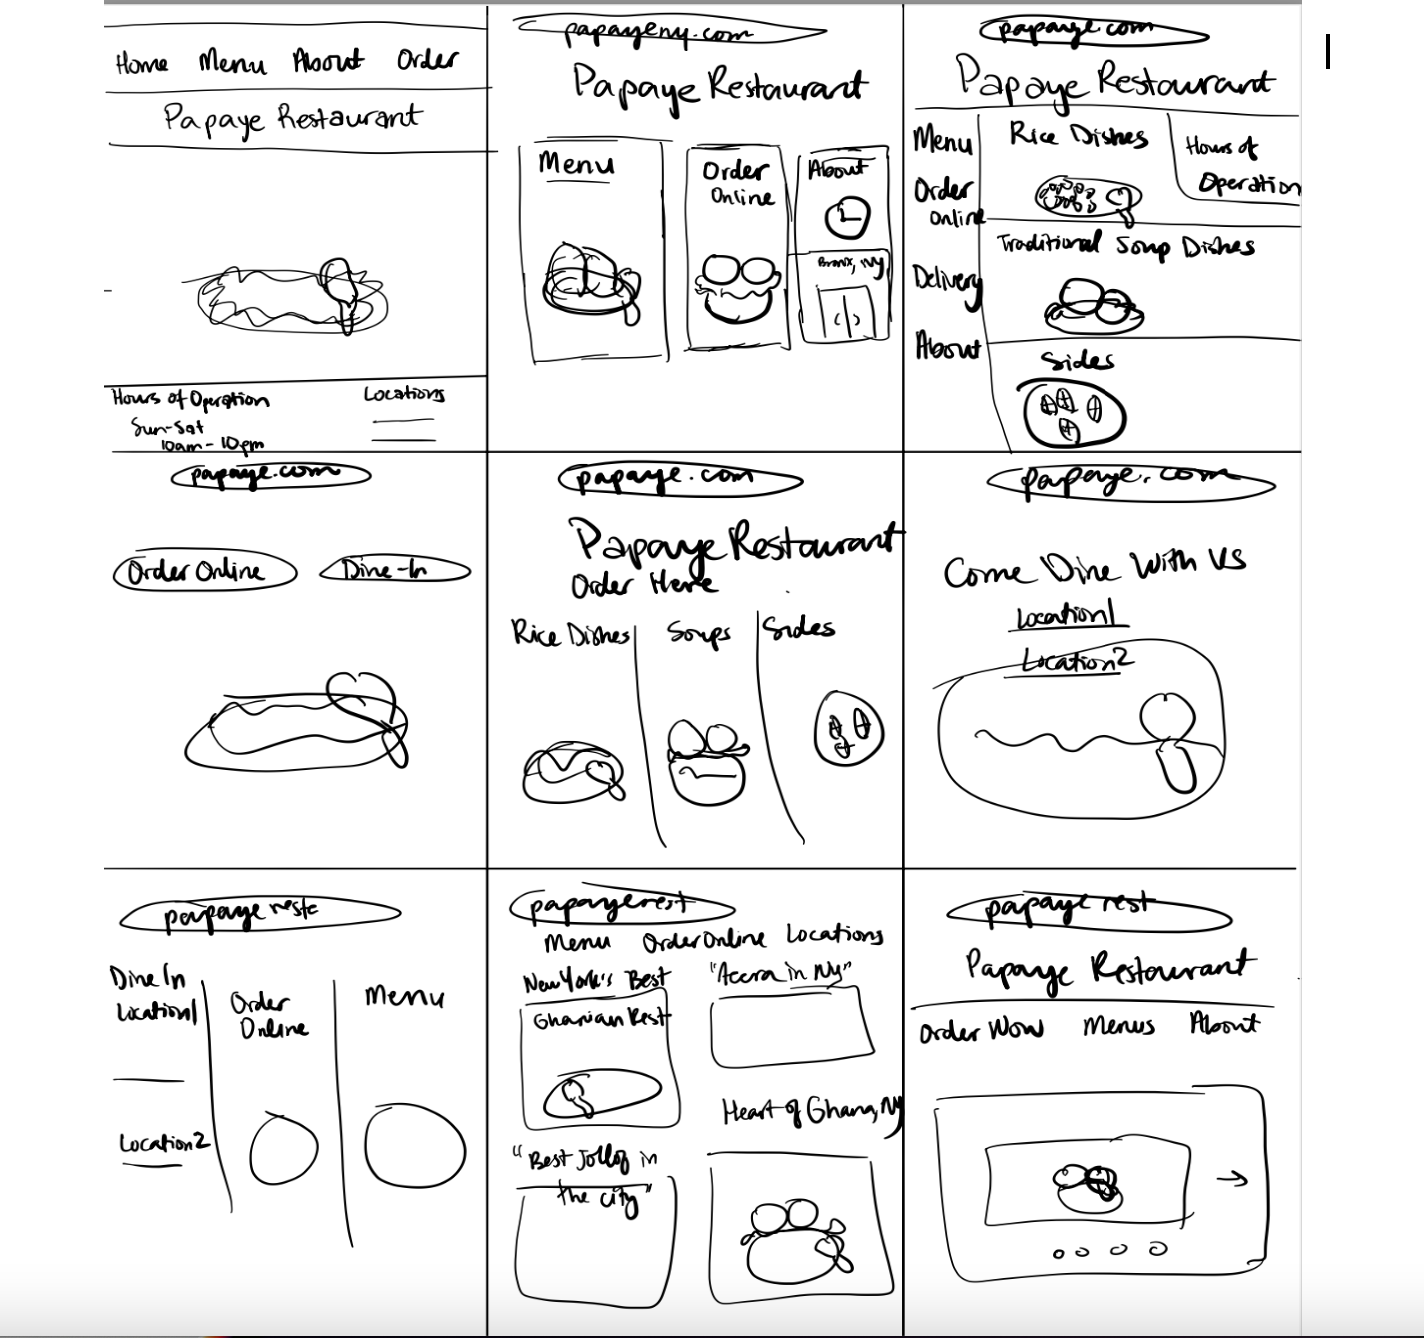 Home Menu About Order
Papaye Restaurant
Hours of Operation
Sun-Sat
10am - 10pm
Locations
papayeny.com
Papaye Restaurant
Menu
Order
Online
About
Bronx, NY
papaye.com
Papaye Restaurant
Menu
Order
Online
Delivery
About
Rice Dishes
Hours of
Operation
Traditional Soup Dishes
Sides
papaye.com
Order Online
Dine-In
papaye.com
Papaye Restaurant
Order Here
Rice Dishes
Soups
Sides
papaye.com
Come Dine With US
Location1
Location2
papaye
Dine In
Location1
Location2
Order
Online
Menu
papayerest
Menu Order Online Locations
New York's Best
Ghanian Rest
"Accra in Ny"
Heart of Ghana, Ny
"Best Jollof in
the city"
papaye rest
Papaye Restaurant
Order Now Menus About